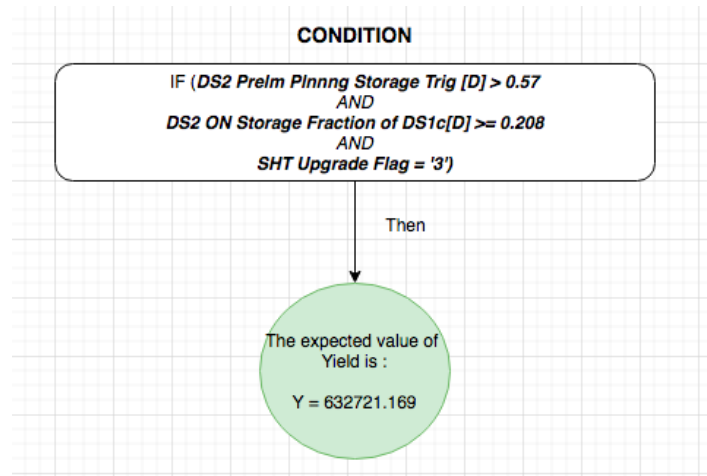 CONDITION
IF (DS2 Prelm Plnnng Storage Trig [D] > 0.57
AND
DS2 ON Storage Fraction of DS1c[D] >= 0.208
AND
SHT Upgrade Flag = '3')
Then
The expected value of
Yield is :
Y = 632721.169